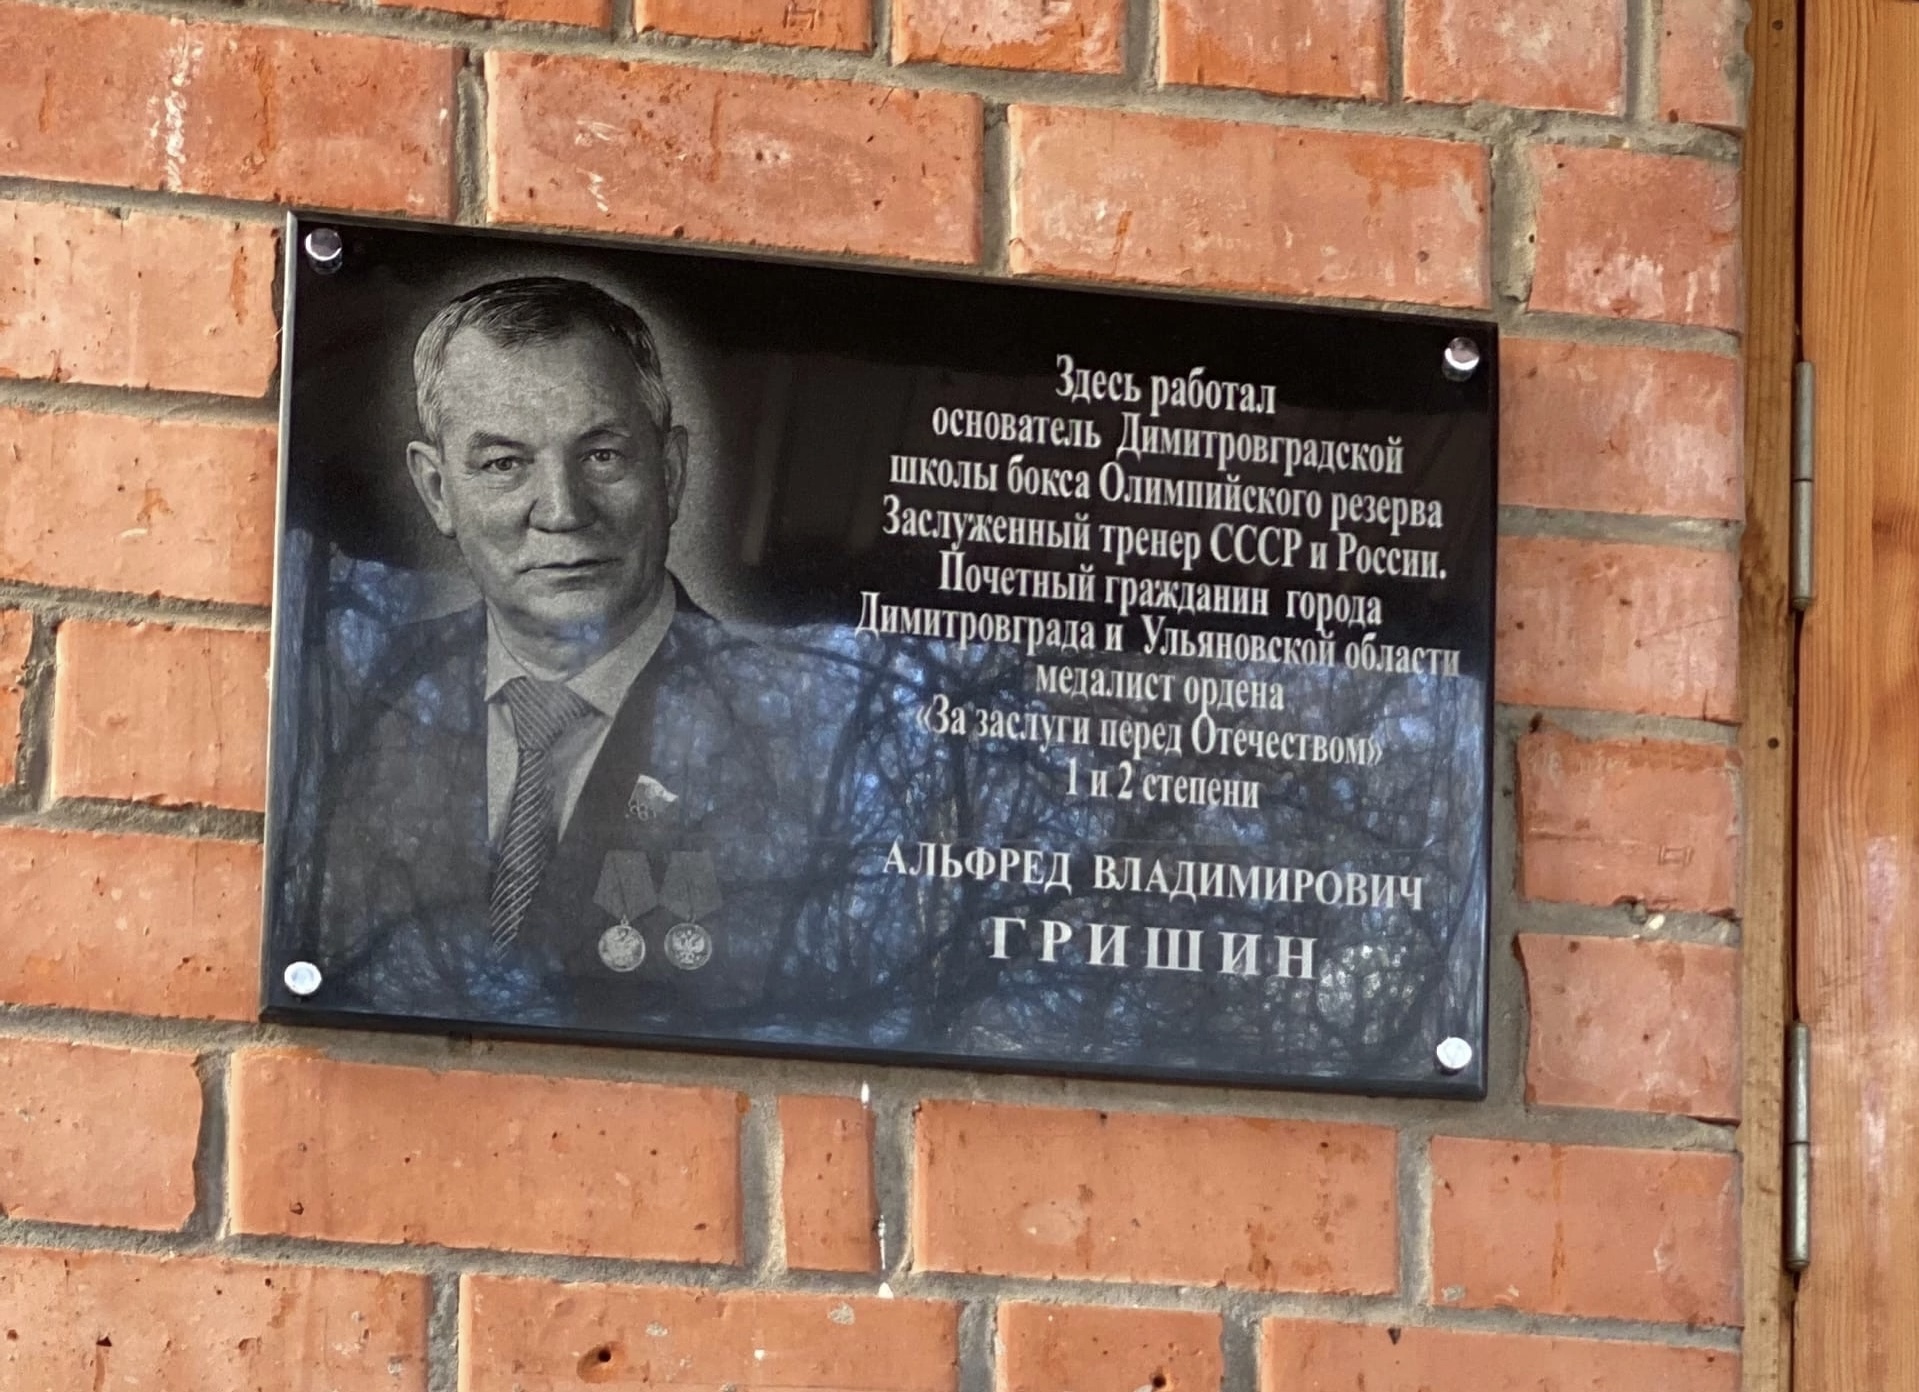 Здесь работал
основатель Димитровградской
школы бокса Олимпийского резерва
Заслуженный тренер СССР и России.
Почетный гражданин города
Димитровграда и Ульяновской области
медалист ордена
«За заслуги перед Отечеством»
1 и 2 степени
АЛЬФРЕД ВЛАДИМИРОВИЧ
ГРИШИН